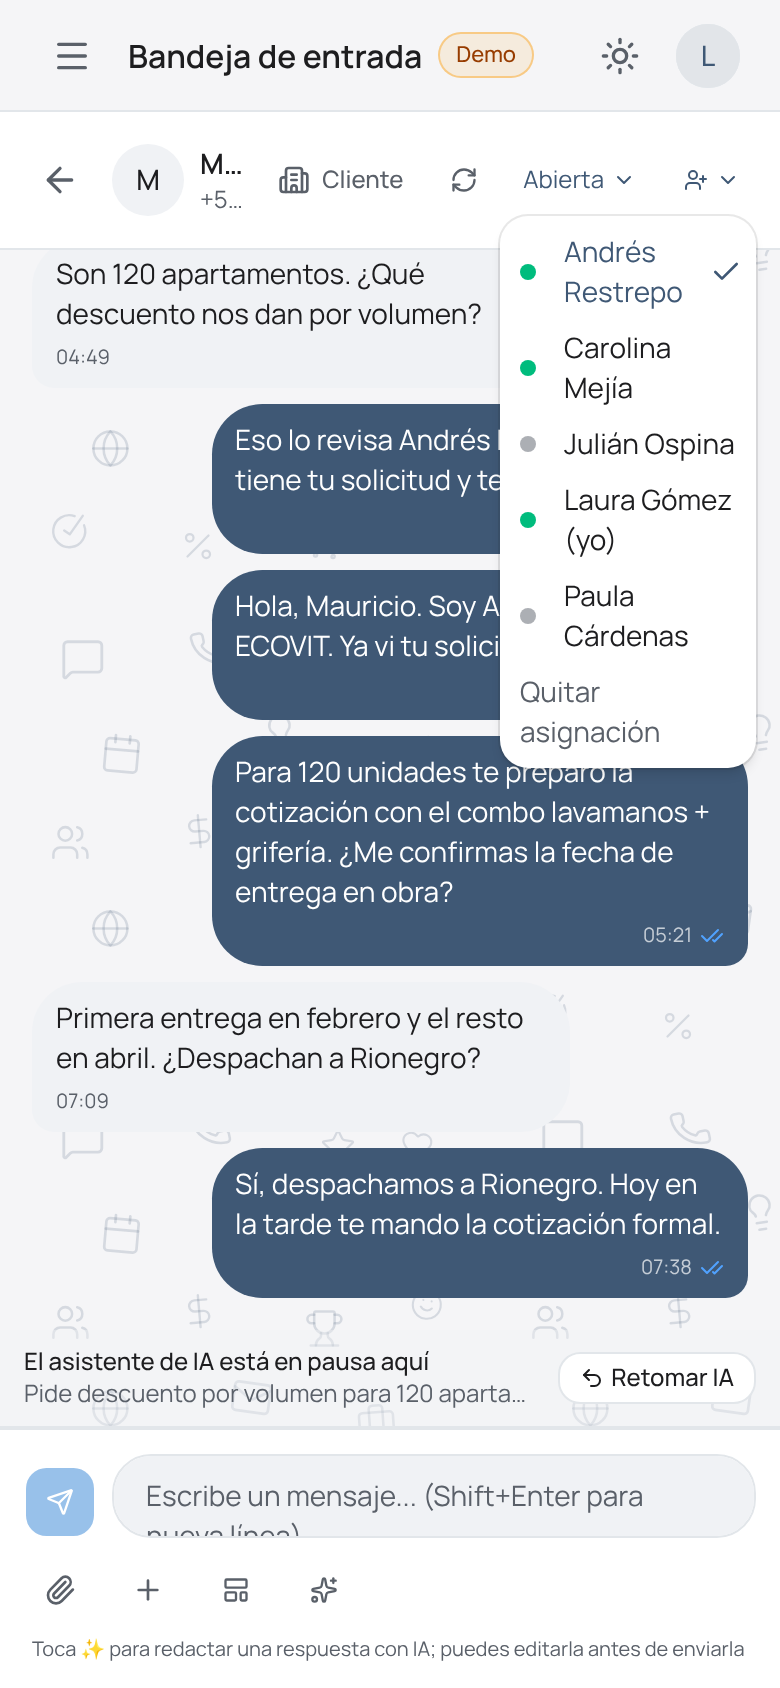 Bandeja de entrada
Demo
L
M
M...
+5...
Cliente
Abierta
Andrés
Restrepo
Carolina
Mejía
Julián Ospina
Laura Gómez
(yo)
Paula
Cárdenas
Quitar
asignación
Son 120 apartamentos. ¿Qué
descuento nos dan por volumen?
04:49
Eso lo revisa Andrés
tiene tu solicitud y te
Hola, Mauricio. Soy A
ECOVIT. Ya vi tu solici
Para 120 unidades te preparo la
cotización con el combo lavamanos +
grifería. ¿Me confirmas la fecha de
entrega en obra?
05:21
Primera entrega en febrero y el resto
en abril. ¿Despachan a Rionegro?
07:09
Sí, despachamos a Rionegro. Hoy en
la tarde te mando la cotización formal.
07:38
El asistente de IA está en pausa aquí
Pide descuento por volumen para 120 aparta...
Retomar IA
Escribe un mensaje... (Shift+Enter para
nueva línea)
Toca ✨ para redactar una respuesta con IA; puedes editarla antes de enviarla